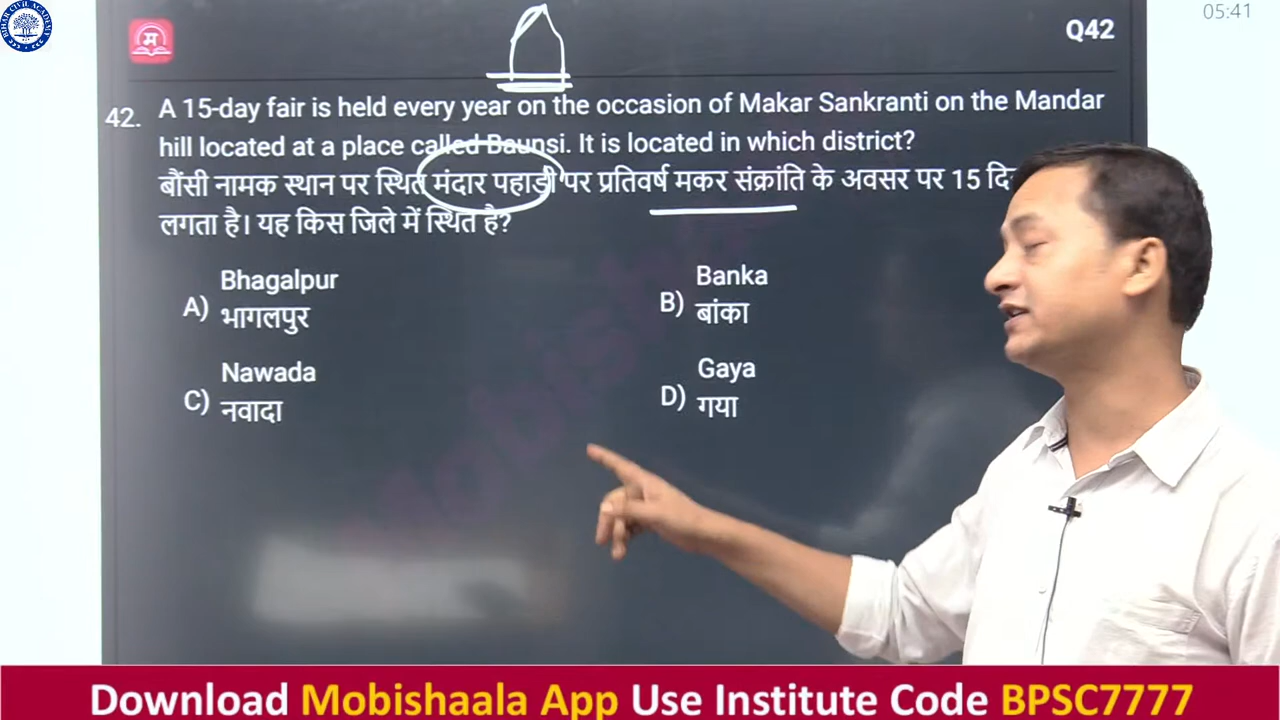 BIHAR CIVIL ACADEMY
05:41
म
Q42
42. A 15-day fair is held every year on the occasion of Makar Sankranti on the Mandar
hill located at a place called Baunsi. It is located in which district?
बौंसी नामक स्थान पर स्थित मंदार पहाड़ी पर प्रतिवर्ष मकर संक्रांति के अवसर पर 15
लगता है। यह किस जिले में स्थित है?
A) Bhagalpur
भागलपुर
B) Banka
बांका
C) Nawada
नवादा
D) Gaya
गया
Download Mobishaala App Use Institute Code BPSC7777